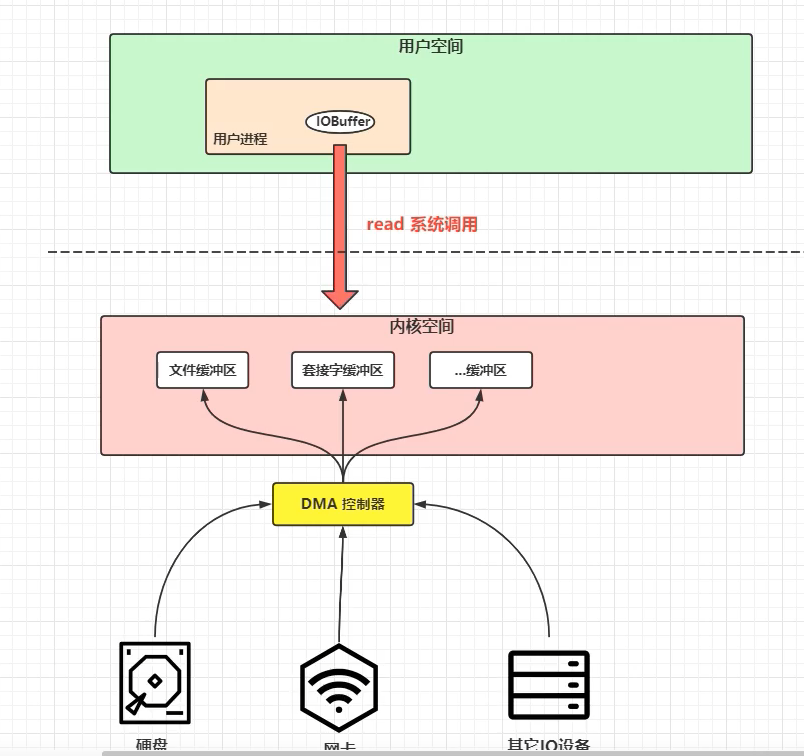 用户空间
IOBuffer
用户进程
read 系统调用
内核空间
文件缓冲区
套接字缓冲区
...缓冲区
DMA 控制器
硬盘
网卡
其它IO设备